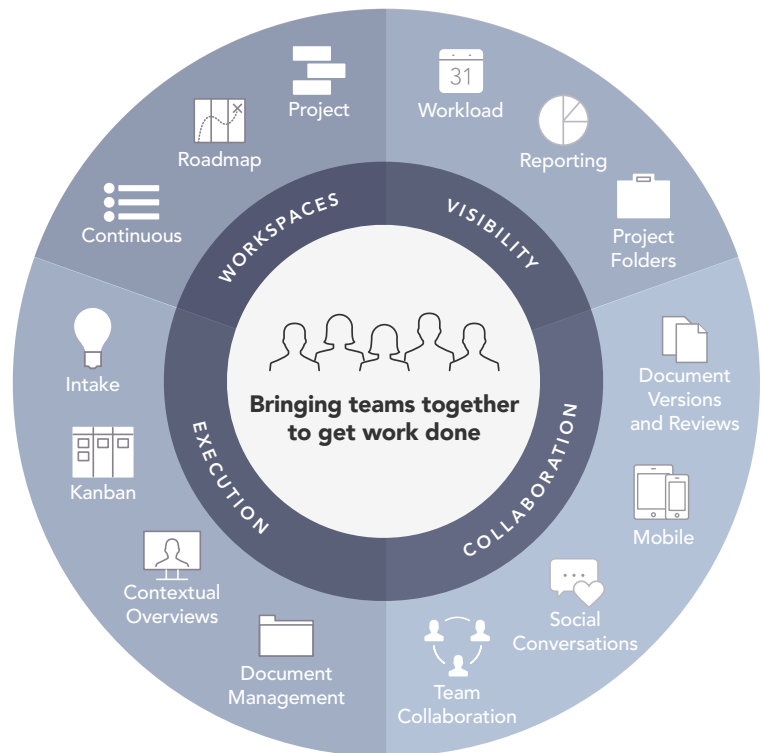 Project
Roadmap
Continuous
WORKSPACES
31
Workload
Reporting
Project
Folders
VISIBILITY
Bringing teams together
to get work done
Intake
Kanban
Contextual
Overviews
Document
Management
EXECUTION
Document
Versions
and Reviews
Mobile
Social
Conversations
Team
Collaboration
COLLABORATION